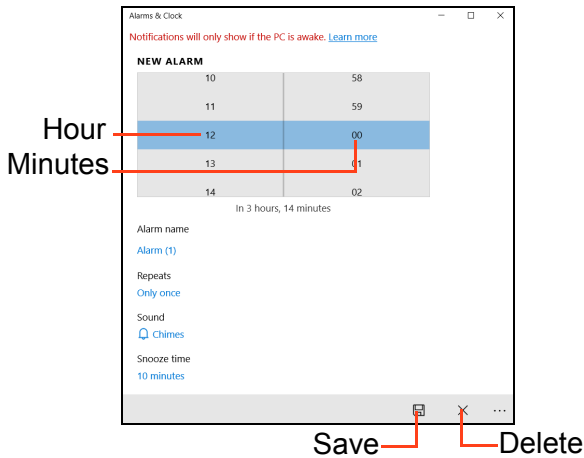 Alarms & Clock
Notifications will only show if the PC is awake. Learn more
NEW ALARM
10 58
11 59
Hour 12 00
Minutes 13 01
14 02
In 3 hours, 14 minutes
Alarm name
Alarm (1)
Repeats
Only once
Sound
Chimes
Snooze time
10 minutes
Save Delete